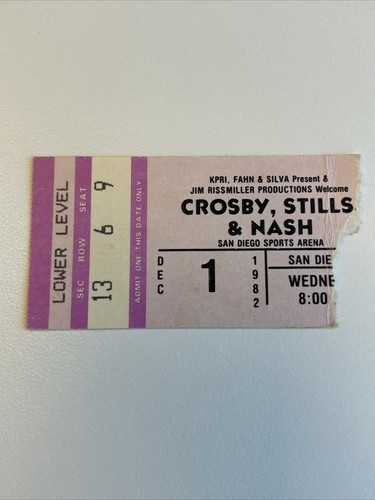 LOWER LEVEL
SEC ROW SEAT
13 6 9
ADMIT ONE THIS DATE ONLY
KPRI, FAHN & SILVA Present &
JIM RISSMILLER PRODUCTIONS Welcome
CROSBY, STILLS
& NASH
SAN DIEGO SPORTS ARENA
DEC 1 1982
SAN DIE
WEDNE
8:00